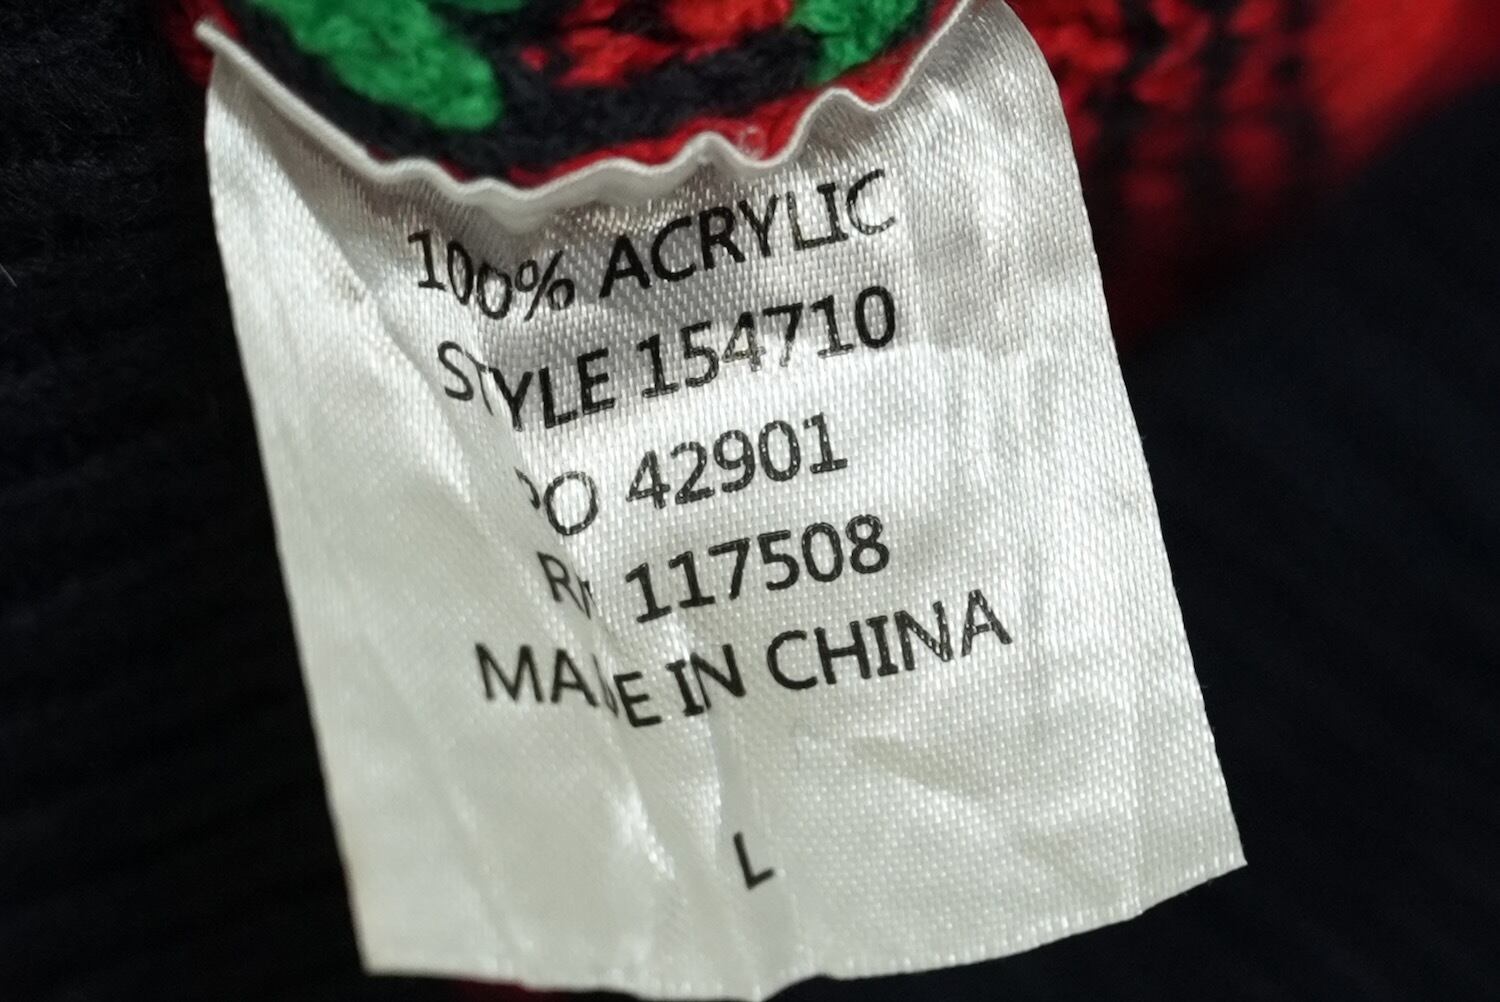 100% ACRYLIC
STYLE 154710
PO 42901
RN 117508
MADE IN CHINA
L